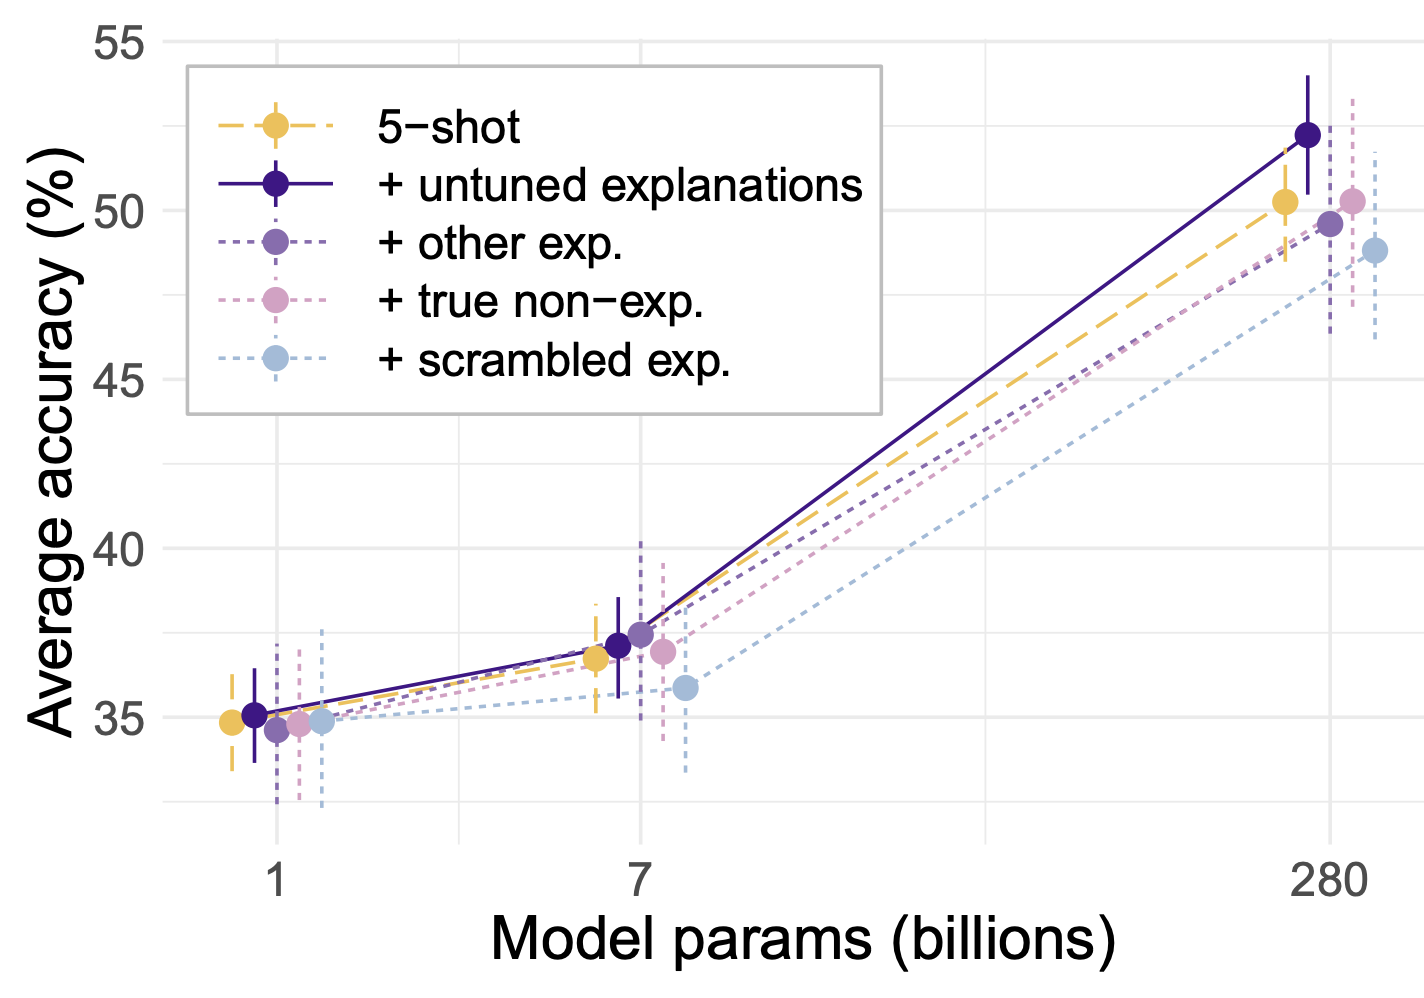 55
50
45
40
35
Average accuracy (%)
5−shot
+ untuned explanations
+ other exp.
+ true non−exp.
+ scrambled exp.
1
7
280
Model params (billions)